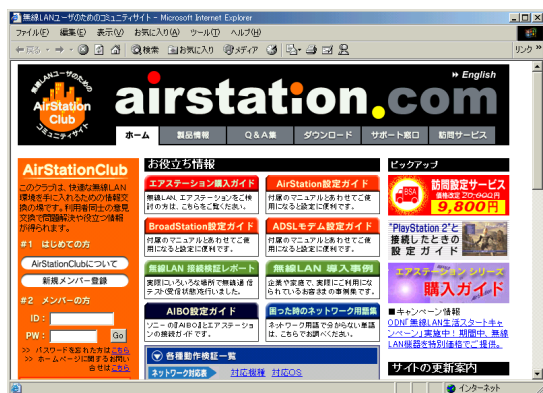 無線LANユーザのためのコミュニティサイト - Microsoft Internet Explorer
ファイル(F) 編集(E) 表示(V) お気に入り(A) ツール(T) ヘルプ(H)
戻る 検索 お気に入り メディア リンク »
無線LANユーザのための
AirStation
Club
コミュニティサイト
» English
airstation.com
ホーム 製品情報 Q&A集 ダウンロード サポート窓口 訪問サービス
AirStationClub
このクラブは、快適な無線LAN
環境を手に入れるための情報交
換の場です。利用者同士の意見
交換で問題解決や役立つ情報
が得られます。
#1 はじめての方
AirStationClubについて
新規メンバー登録
#2 メンバーの方
ID :
PW : Go
>> パスワードを忘れた方はこちら
>> ホームページに関するお問い
合せはこちら
お役立ち情報
エアステーション購入ガイド
無線LAN、エアステーションをご検
討の方は、こちらをご覧ください。
AirStation設定ガイド
付属のマニュアルとあわせてご使
用になると設定に便利です。
BroadStation設定ガイド
付属のマニュアルとあわせてご使
用になると設定に便利です。
ADSLモデム設定ガイド
付属のマニュアルとあわせてご使
用になると設定に便利です。
無線LAN 接続検証レポート
実際にいろいろな場所で無線通信
テスト(受信状態)を行いました。
無線LAN 導入事例
企業や家庭で、実際にご利用にな
られているお客さまの事例集です。
AIBO設定ガイド
ソニーの『AIBO』とエアステーショ
ンの接続ガイドです。
困った時のネットワーク用語集
ネットワーク用語で分からない単語
は、こちらでお調べください。
各種動作検証一覧
ネットワーク対応表 対応機種 対応OS
ピックアップ
BSA
訪問設定サービス
価格改定 20,000円
9,800円
"PlayStation 2"と
接続したときの
設定ガイド
エアステーション シリーズ
購入ガイド
■キャンペーン情報
ODN「無線LAN生活スタートキャ
ンペーン」実施中! 期間中、無線
LAN機器を特別価格でご提供。
サイトの更新案内
インターネット